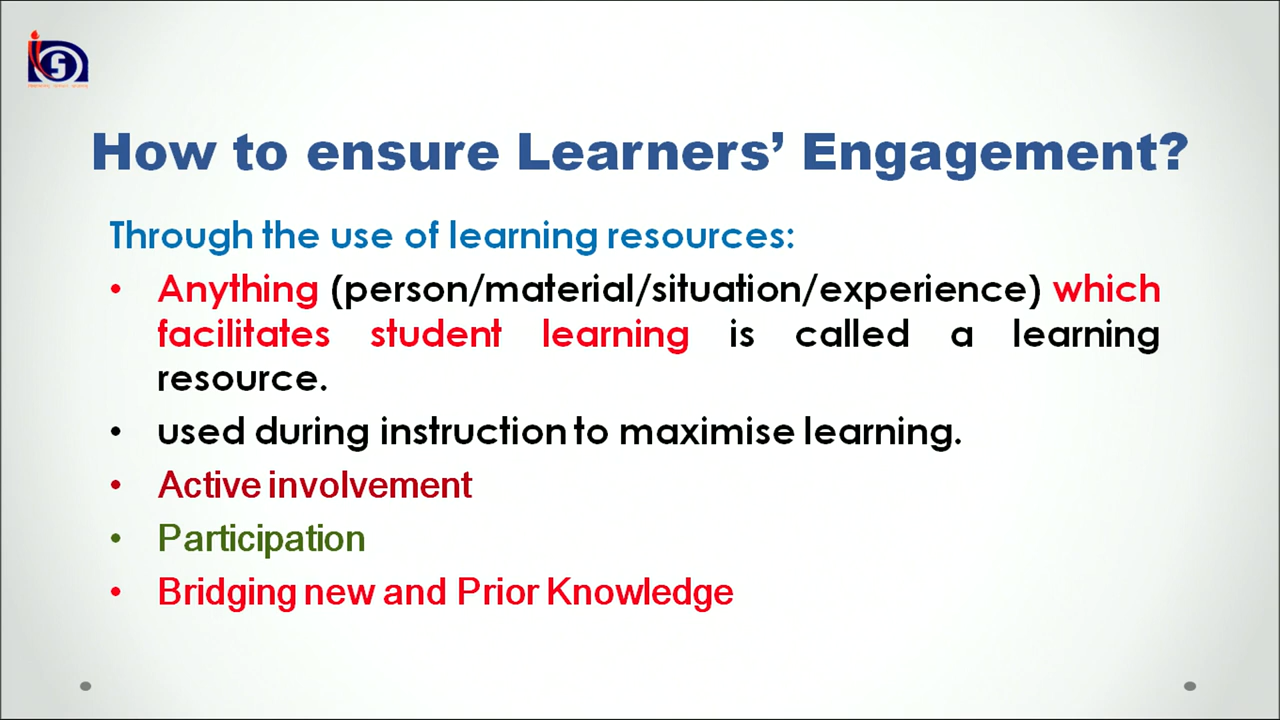 How to ensure Learners’ Engagement?
Through the use of learning resources:
• Anything (person/material/situation/experience) which
facilitates student learning is called a learning
resource.
• used during instruction to maximise learning.
• Active involvement
• Participation
• Bridging new and Prior Knowledge